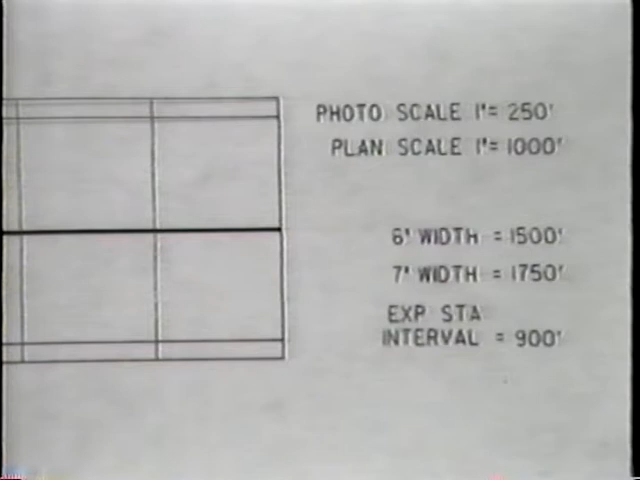 PHOTO SCALE 1"= 250'
PLAN SCALE 1"= 1000'
6" WIDTH = 1500'
7" WIDTH = 1750'
EXP STA
INTERVAL = 900'